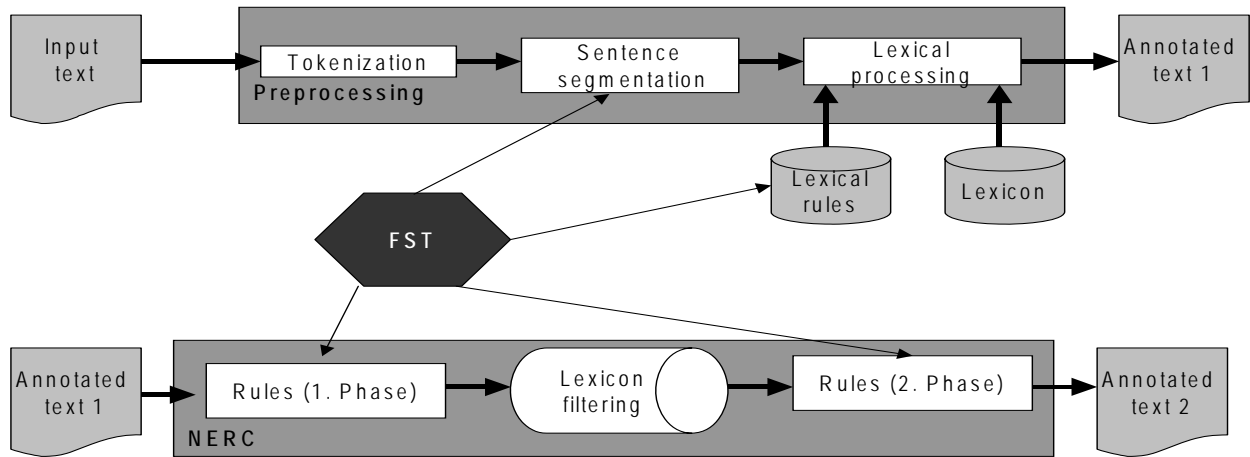 Input
text
Tokenization
Preprocessing
Sentence
segmentation
Lexical
processing
Annotated
text 1
Lexical
rules
Lexicon
FST
Annotated
text 1
Rules (1. Phase)
NERC
Lexicon
filtering
Rules (2. Phase)
Annotated
text 2